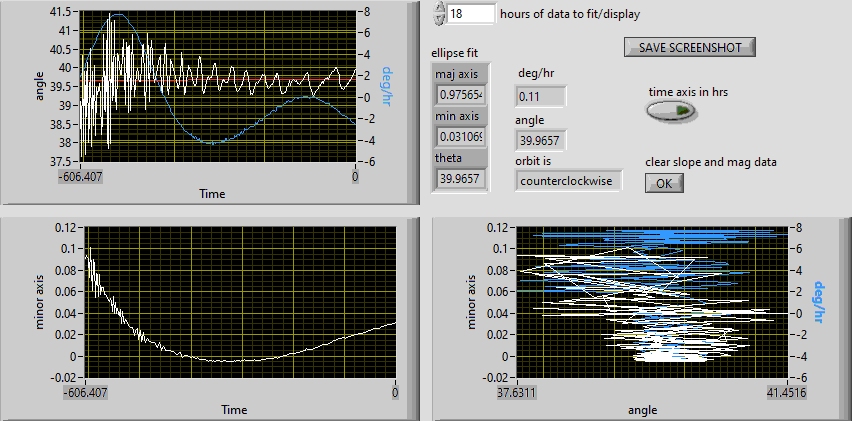 41.5
41
40.5
40
39.5
39
38.5
38
37.5
angle
8
6
4
2
0
-2
-4
-6
deg/hr
-606.407
0
Time
18
hours of data to fit/display
SAVE SCREENSHOT
ellipse fit
maj axis
0.975654
min axis
0.031069
theta
39.9657
deg/hr
0.11
angle
39.9657
orbit is
counterclockwise
time axis in hrs
clear slope and mag data
OK
0.12
0.1
0.08
0.06
0.04
0.02
0
-0.02
minor axis
-606.407
0
Time
0.12
0.1
0.08
0.06
0.04
0.02
0
-0.02
minor axis
8
6
4
2
0
-2
-4
-6
deg/hr
37.6311
41.4516
angle